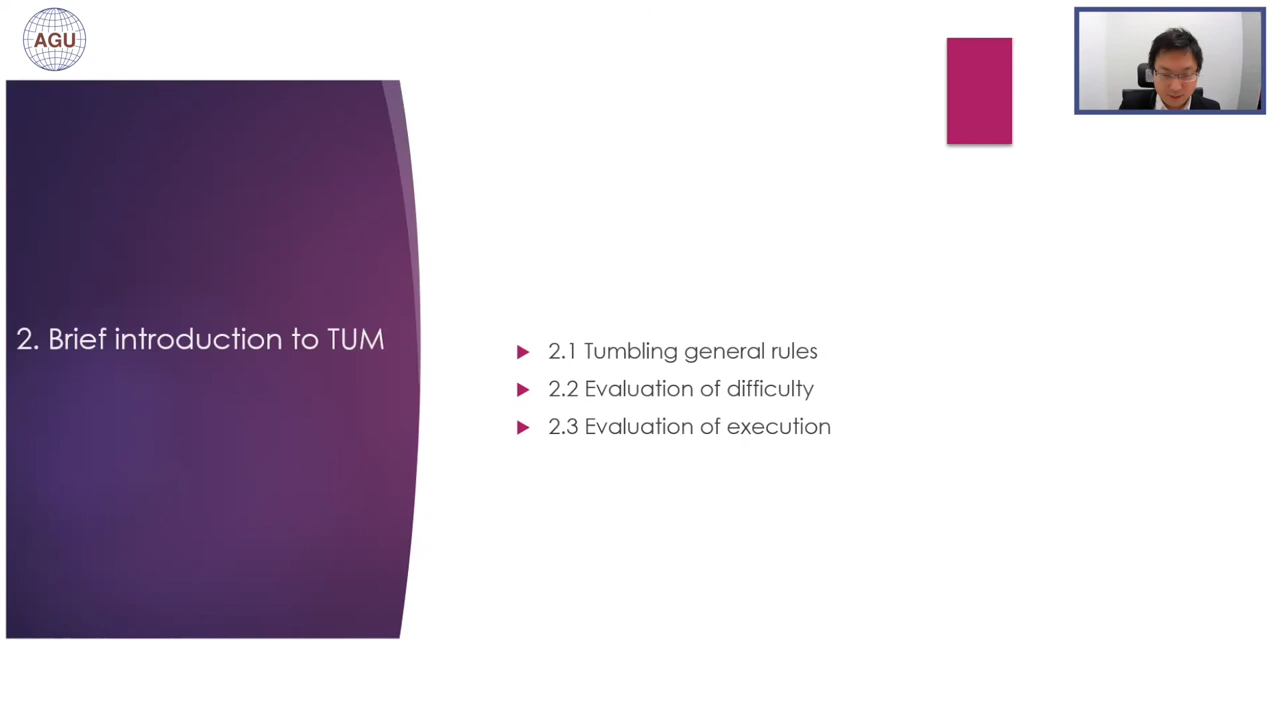 AGU
2. Brief introduction to TUM
2.1 Tumbling general rules
2.2 Evaluation of difficulty
2.3 Evaluation of execution